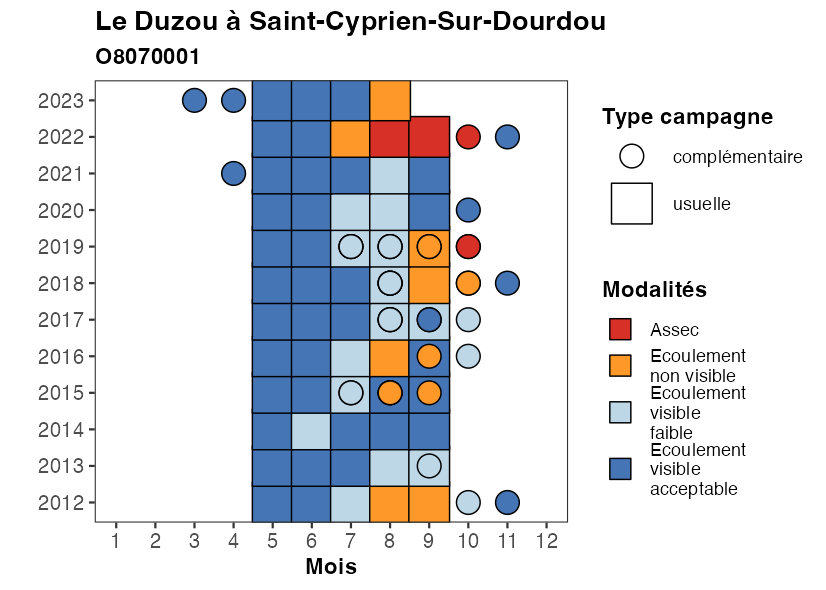 Le Duzou à Saint-Cyprien-Sur-Dourdou
O8070001
2023
2022
2021
2020
2019
2018
2017
2016
2015
2014
2013
2012
1 2 3 4 5 6 7 8 9 10 11 12
Mois
Type campagne
complémentaire
usuelle
Modalités
Assec
Ecoulement
non visible
Ecoulement
visible
faible
Ecoulement
visible
acceptable